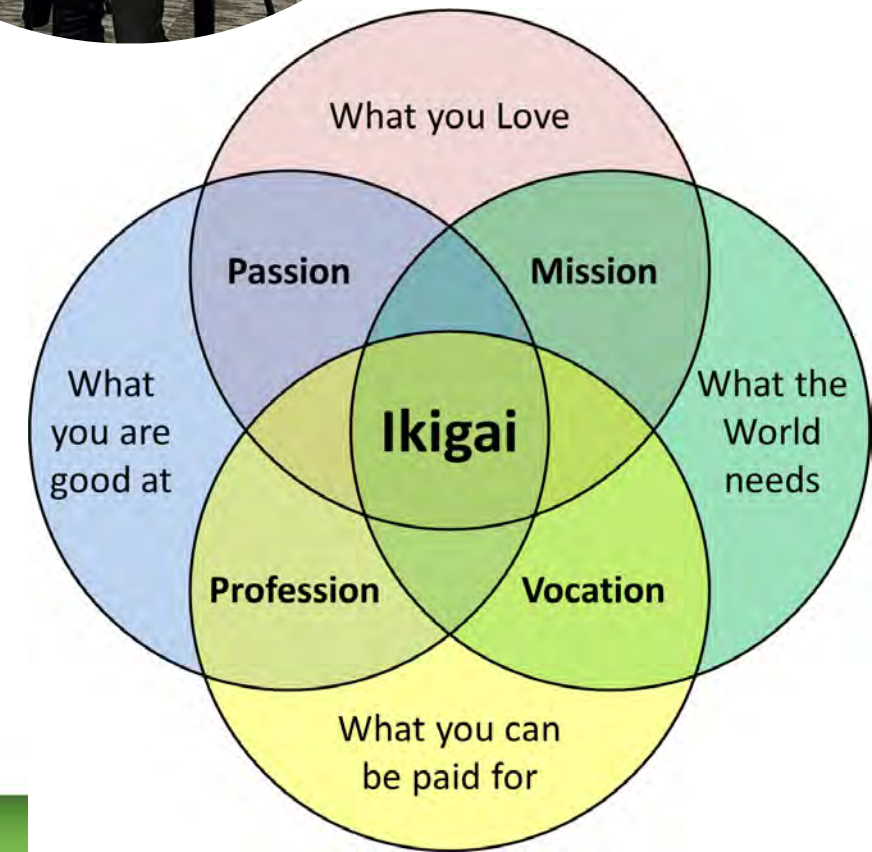 What you Love
Passion
Mission
What
you are
good at
Ikigai
What the
World
needs
Profession
Vocation
What you can
be paid for